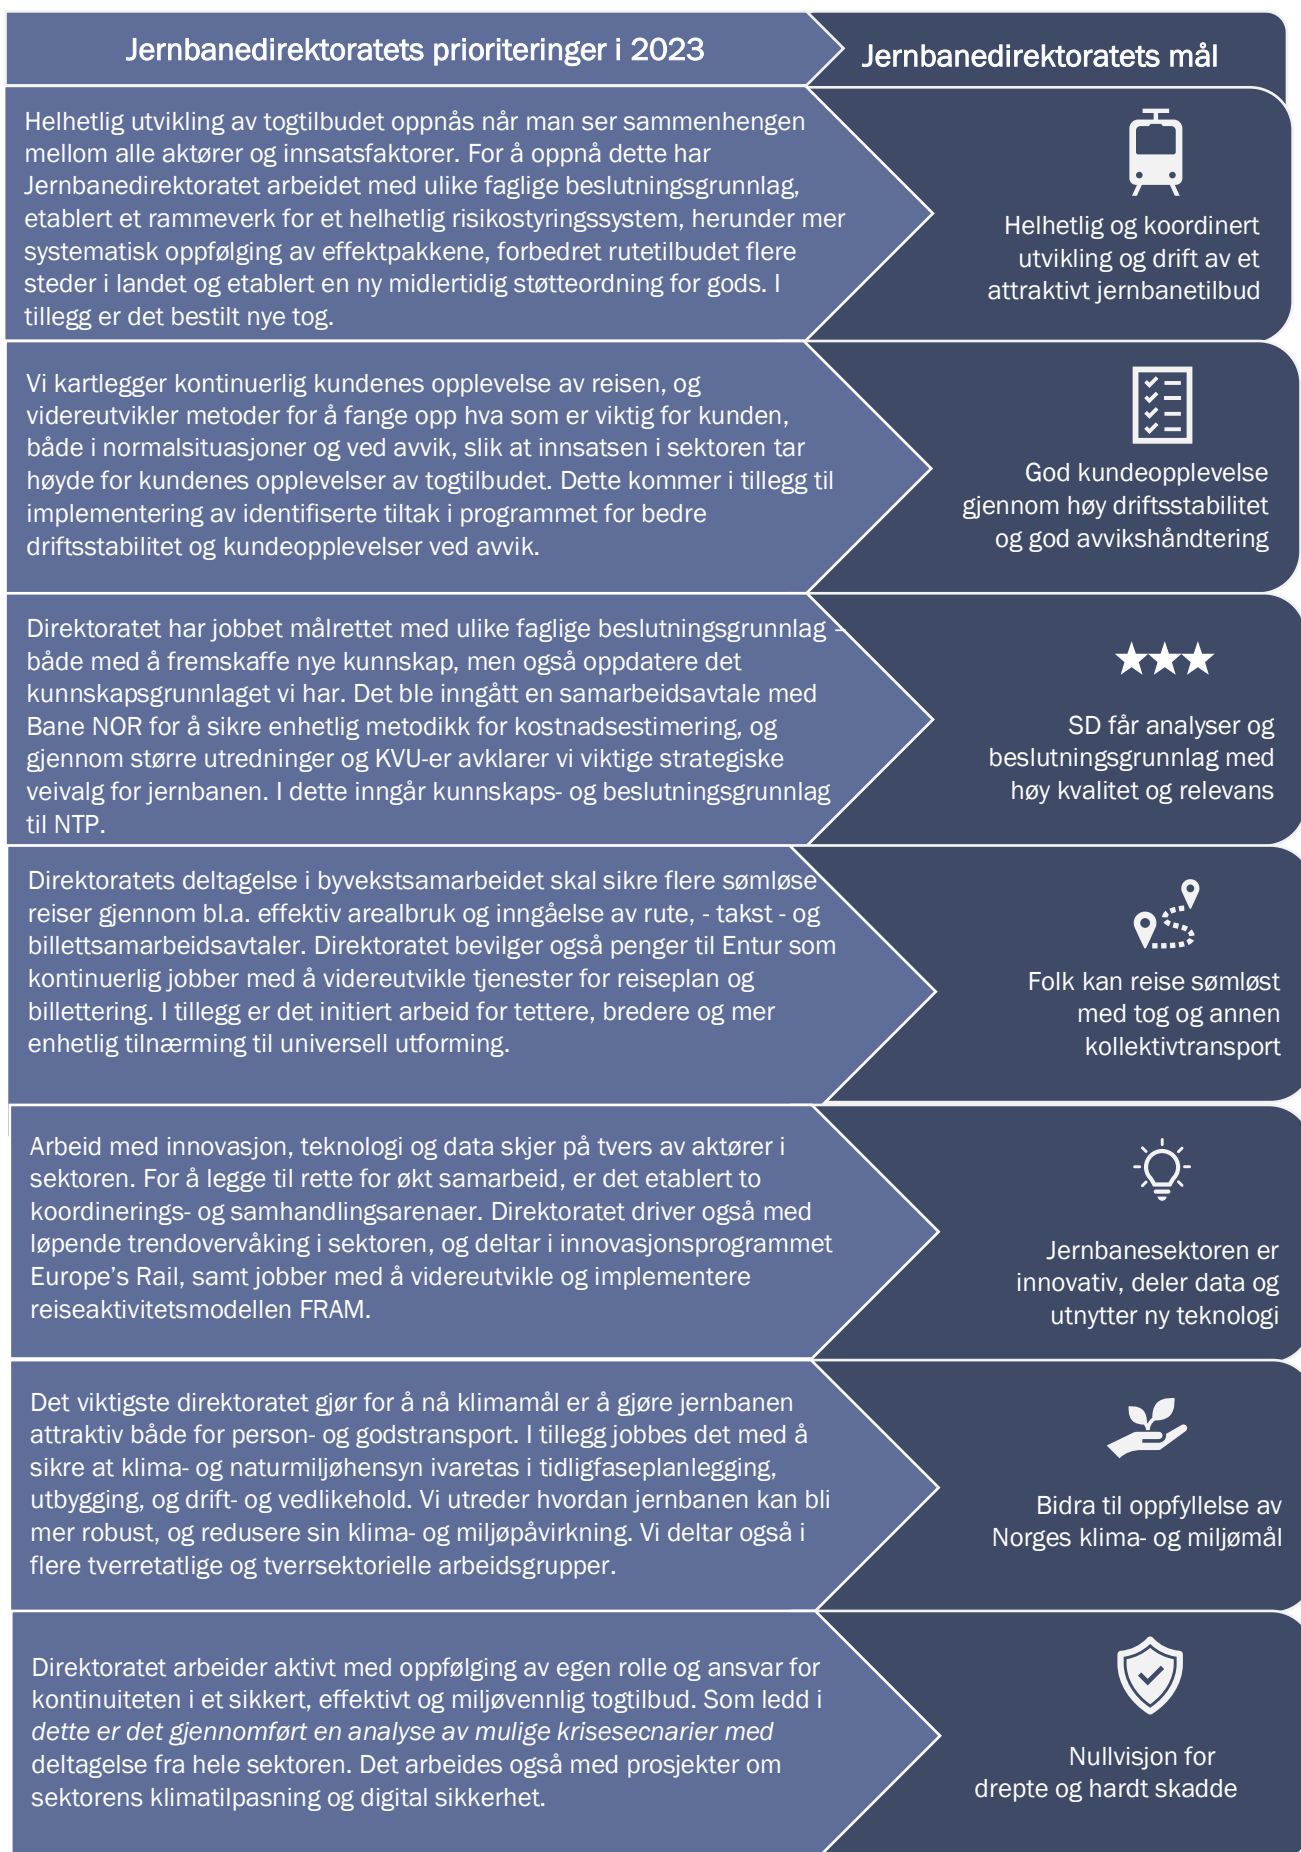 Jernbanedirektoratets prioriteringer i 2023
Jernbanedirektoratets mål
Helhetlig utvikling av togtilbudet oppnås når man ser sammenhengen
mellom alle aktører og innsatsfaktorer. For å oppnå dette har
Jernbanedirektoratet arbeidet med ulike faglige beslutningsgrunnlag,
etablert et rammeverk for et helhetlig risikostyringssystem, herunder mer
systematisk oppfølging av effektpakkene, forbedret rutetilbudet flere
steder i landet og etablert en ny midlertidig støtteordning for gods. I
tillegg er det bestilt nye tog.
Helhetlig og koordinert
utvikling og drift av et
attraktivt jernbanetilbud
Vi kartlegger kontinuerlig kundenes opplevelse av reisen, og
videreutvikler metoder for å fange opp hva som er viktig for kunden,
både i normalsituasjoner og ved avvik, slik at innsatsen i sektoren tar
høyde for kundenes opplevelser av togtilbudet. Dette kommer i tillegg til
implementering av identifiserte tiltak i programmet for bedre
driftsstabilitet og kundeopplevelser ved avvik.
God kundeopplevelse
gjennom høy driftsstabilitet
og god avvikshåndtering
Direktoratet har jobbet målrettet med ulike faglige beslutningsgrunnlag -
både med å fremskaffe nye kunnskap, men også oppdatere det
kunnskapsgrunnlaget vi har. Det ble inngått en samarbeidsavtale med
Bane NOR for å sikre enhetlig metodikk for kostnadsestimering, og
gjennom større utredninger og KVU-er avklarer vi viktige strategiske
veivalg for jernbanen. I dette inngår kunnskaps- og beslutningsgrunnlag
til NTP.
SD får analyser og
beslutningsgrunnlag med
høy kvalitet og relevans
Direktoratets deltagelse i byvekstsamarbeidet skal sikre flere sømløse
reiser gjennom bl.a. effektiv arealbruk og inngåelse av rute, - takst - og
billettsamarbeidsavtaler. Direktoratet bevilger også penger til Entur som
kontinuerlig jobber med å videreutvikle tjenester for reiseplan og
billettering. I tillegg er det initiert arbeid for tettere, bredere og mer
enhetlig tilnærming til universell utforming.
Folk kan reise sømløst
med tog og annen
kollektivtransport
Arbeid med innovasjon, teknologi og data skjer på tvers av aktører i
sektoren. For å legge til rette for økt samarbeid, er det etablert to
koordinerings- og samhandlingsarenaer. Direktoratet driver også med
løpende trendovervåking i sektoren, og deltar i innovasjonsprogrammet
Europe’s Rail, samt jobber med å videreutvikle og implementere
reiseaktivitetsmodellen FRAM.
Jernbanesektoren er
innovativ, deler data og
utnytter ny teknologi
Det viktigste direktoratet gjør for å nå klimamål er å gjøre jernbanen
attraktiv både for person- og godstransport. I tillegg jobbes det med å
sikre at klima- og naturmiljøhensyn ivaretas i tidligfaseplanlegging,
utbygging, og drift- og vedlikehold. Vi utreder hvordan jernbanen kan bli
mer robust, og redusere sin klima- og miljøpåvirkning. Vi deltar også i
flere tverretatlige og tverrsektorielle arbeidsgrupper.
Bidra til oppfyllelse av
Norges klima- og miljømål
Direktoratet arbeider aktivt med oppfølging av egen rolle og ansvar for
kontinuiteten i et sikkert, effektivt og miljøvennlig togtilbud. Som ledd i
dette er det gjennomført en analyse av mulige krisesecnarier med
deltagelse fra hele sektoren. Det arbeides også med prosjekter om
sektorens klimatilpasning og digital sikkerhet.
Nullvisjon for
drepte og hardt skadde